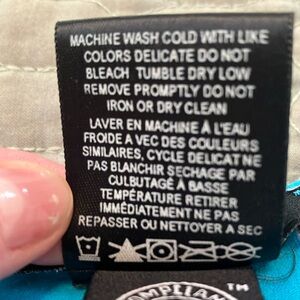 MACHINE WASH COLD WITH LIKE
COLORS DELICATE DO NOT
BLEACH TUMBLE DRY LOW
REMOVE PROMPTLY DO NOT
IRON OR DRY CLEAN
LAVER EN MACHINE À L'EAU
FROIDE A VEC DES COULEURS
SIMILAIRES, CYCLE DELICAT NE
PAS BLANCHIR SECHAGE PAR
CULBUTAGE À BASSE
TEMPÉRATURE RETIRER
IMMÉDIATEMENT NE PAS
REPASSER OU NETTOYER A SEC
TM